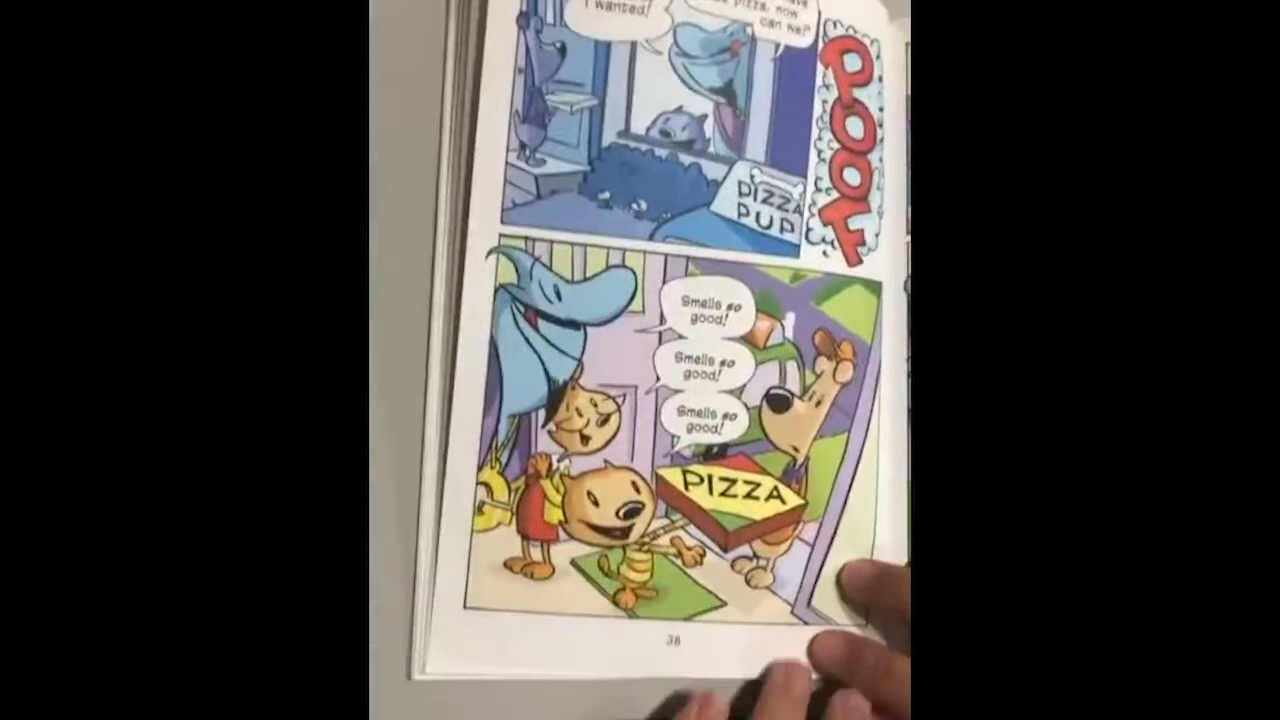 I wanted!
pizza, now
can we?
POOF
PIZZA
PUP
Smells so
good!
Smells so
good!
Smells so
good!
PIZZA
38